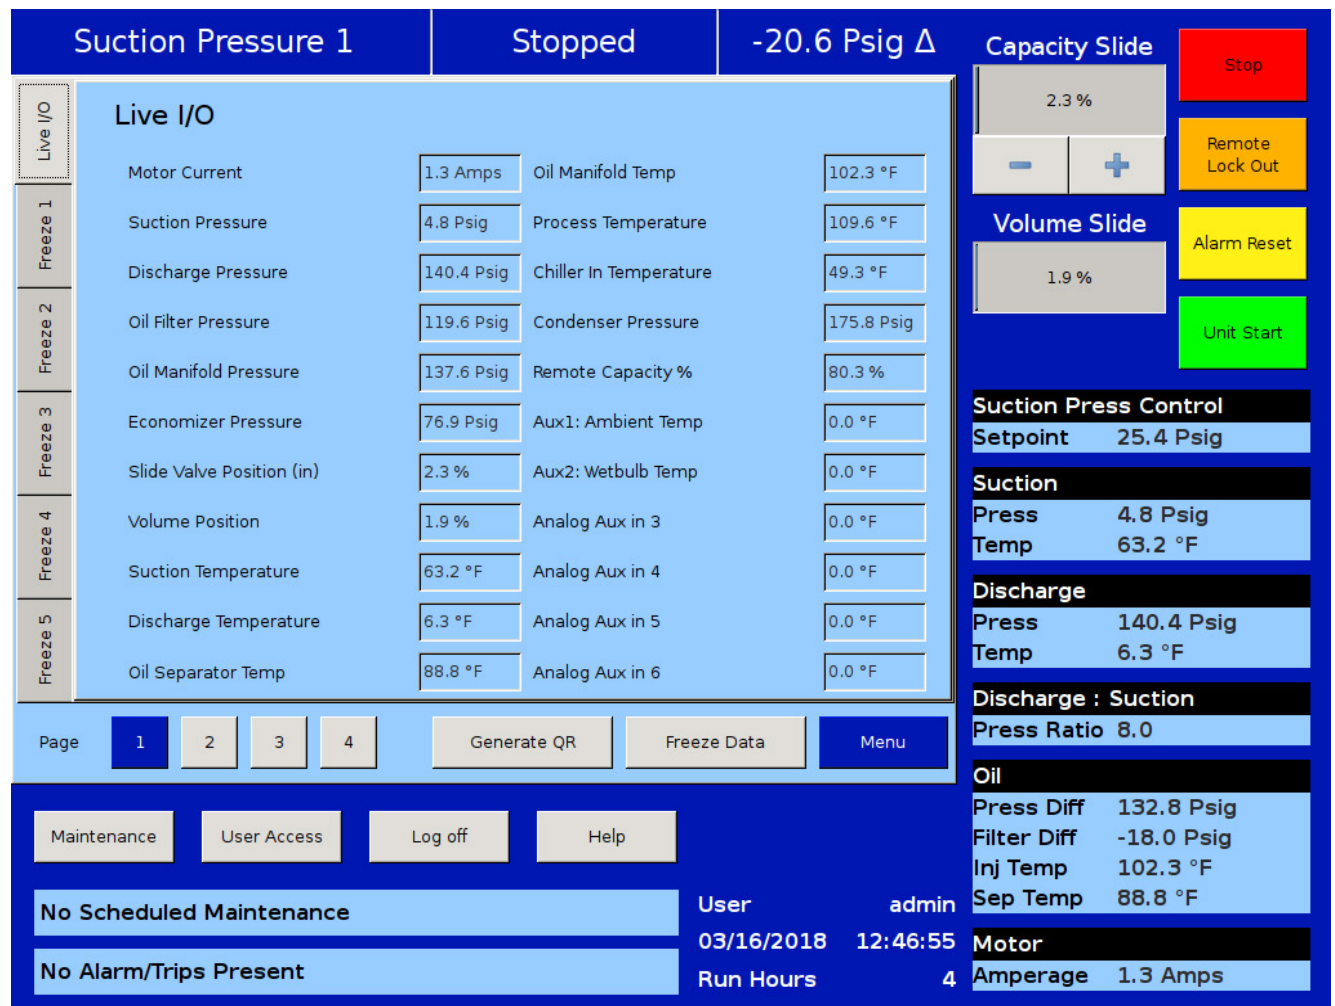 Suction Pressure 1 Stopped -20.6 Psig Δ
Live I/O
Freeze 1
Freeze 2
Freeze 3
Freeze 4
Freeze 5
Live I/O
Motor Current 1.3 Amps Oil Manifold Temp 102.3 °F
Suction Pressure 4.8 Psig Process Temperature 109.6 °F
Discharge Pressure 140.4 Psig Chiller In Temperature 49.3 °F
Oil Filter Pressure 119.6 Psig Condenser Pressure 175.8 Psig
Oil Manifold Pressure 137.6 Psig Remote Capacity % 80.3 %
Economizer Pressure 76.9 Psig Aux1: Ambient Temp 0.0 °F
Slide Valve Position (in) 2.3 % Aux2: Wetbulb Temp 0.0 °F
Volume Position 1.9 % Analog Aux in 3 0.0 °F
Suction Temperature 63.2 °F Analog Aux in 4 0.0 °F
Discharge Temperature 6.3 °F Analog Aux in 5 0.0 °F
Oil Separator Temp 88.8 °F Analog Aux in 6 0.0 °F
Page 1 2 3 4 Generate QR Freeze Data Menu
Maintenance User Access Log off Help
No Scheduled Maintenance
No Alarm/Trips Present
User admin
03/16/2018 12:46:55
Run Hours 4
Capacity Slide
2.3 %
Volume Slide
1.9 %
Stop
Remote
Lock Out
Alarm Reset
Unit Start
Suction Press Control
Setpoint 25.4 Psig
Suction
Press 4.8 Psig
Temp 63.2 °F
Discharge
Press 140.4 Psig
Temp 6.3 °F
Discharge : Suction
Press Ratio 8.0
Oil
Press Diff 132.8 Psig
Filter Diff -18.0 Psig
Inj Temp 102.3 °F
Sep Temp 88.8 °F
Motor
Amperage 1.3 Amps